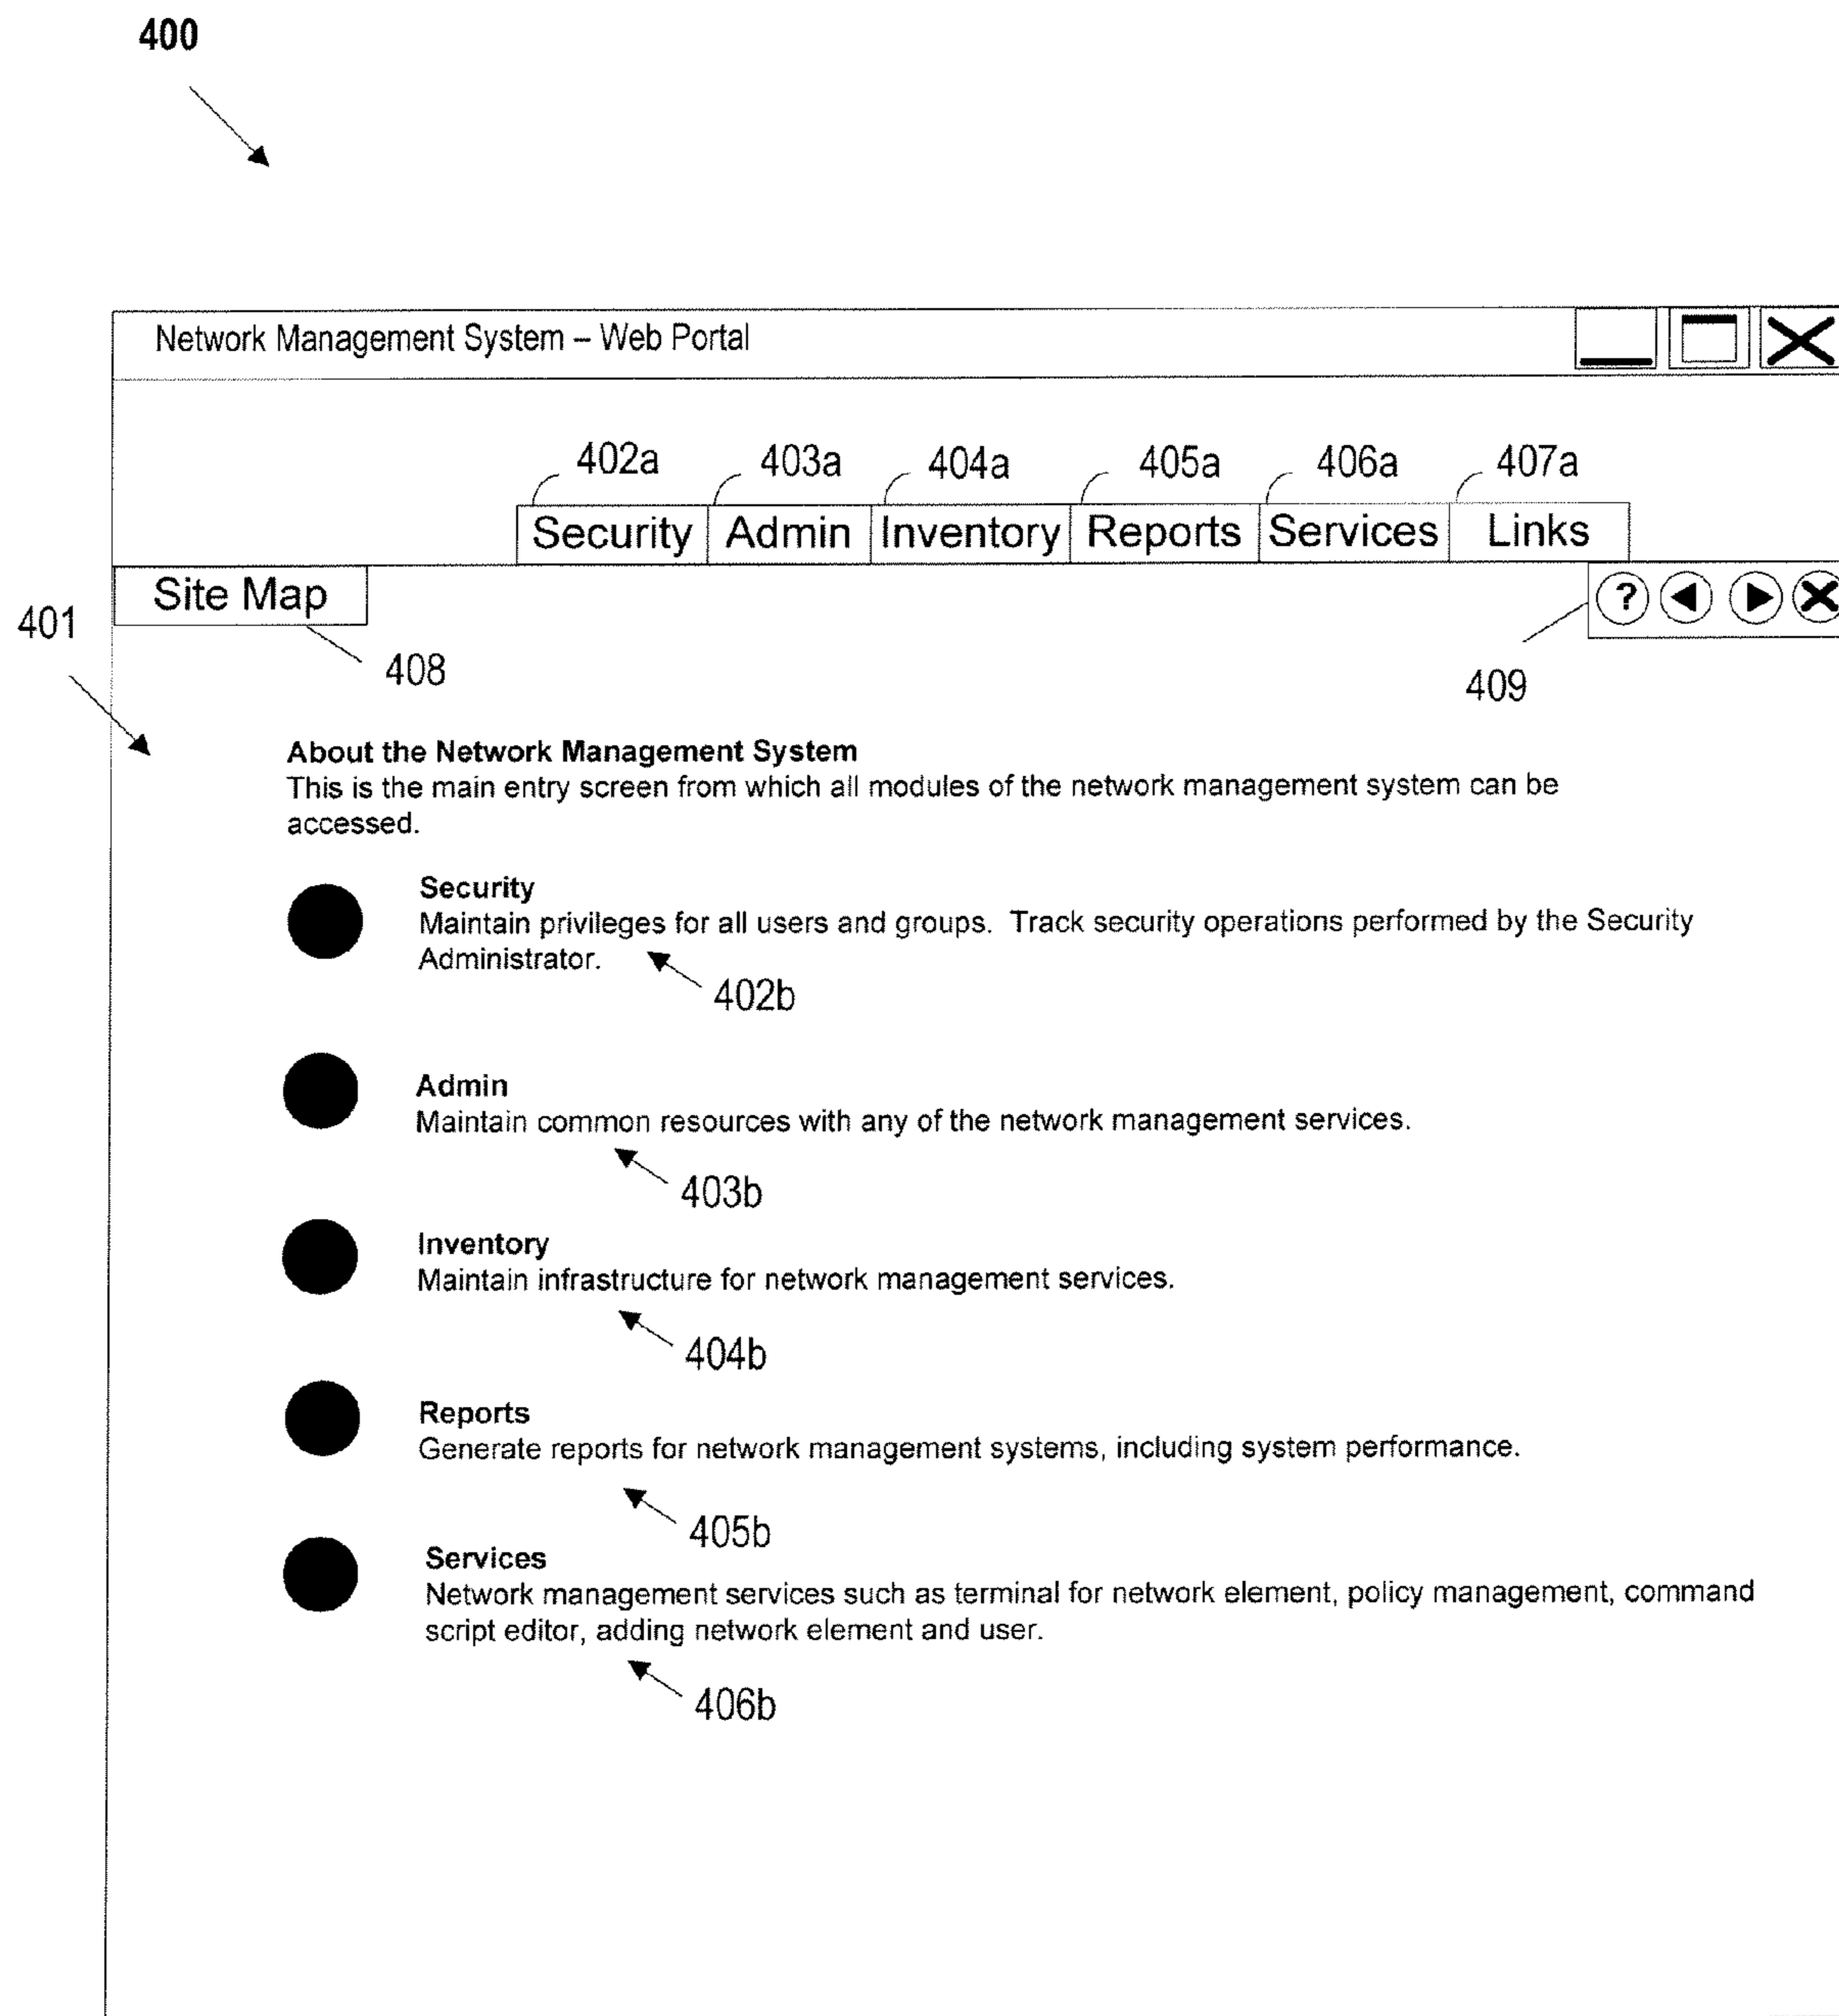 400
Network Management System – Web Portal
402a 403a 404a 405a 406a 407a
Security Admin Inventory Reports Services Links
Site Map
?
401
408
409
About the Network Management System
This is the main entry screen from which all modules of the network management system can be
accessed.
Security
Maintain privileges for all users and groups. Track security operations performed by the Security
Administrator.
402b
Admin
Maintain common resources with any of the network management services.
403b
Inventory
Maintain infrastructure for network management services.
404b
Reports
Generate reports for network management systems, including system performance.
405b
Services
Network management services such as terminal for network element, policy management, command
script editor, adding network element and user.
406b